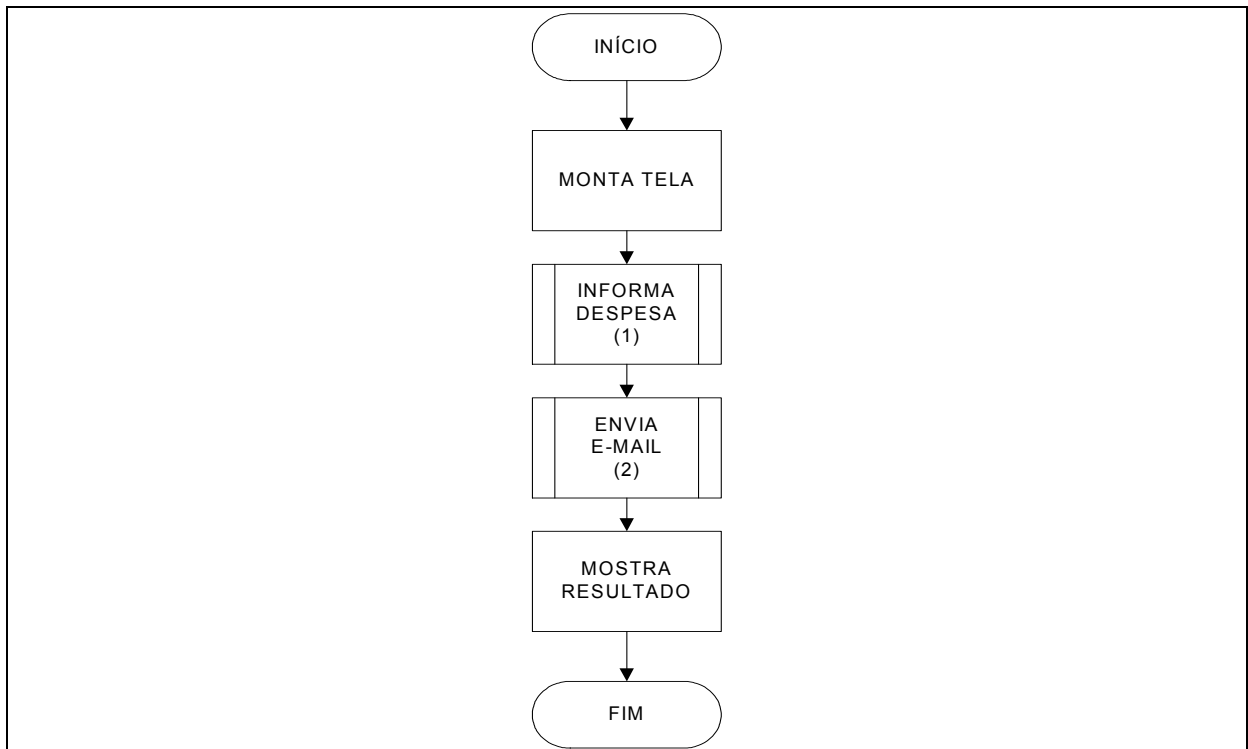 INÍCIO
MONTA TELA
INFORMA
DESPESA
(1)
ENVIA
E-MAIL
(2)
MOSTRA
RESULTADO
FIM